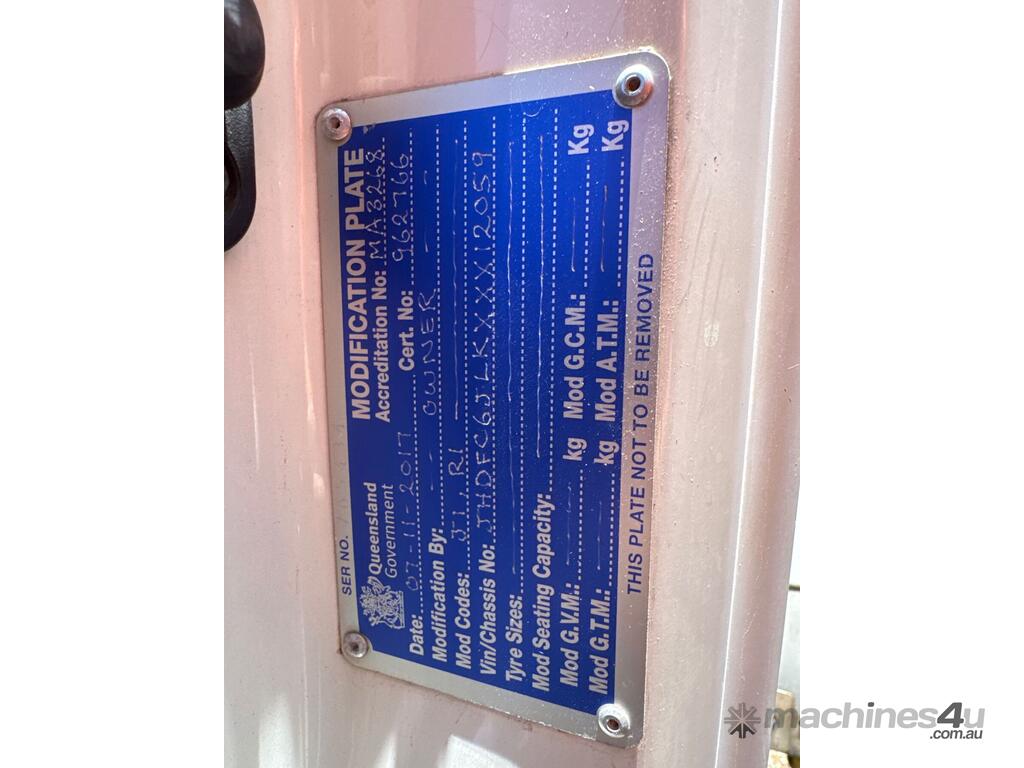 SER NO.
Queensland Government
MODIFICATION PLATE
Accreditation No: MA3268
Date: 07-11-2017 Cert. No: 962766
Modification By: OWNER
Mod Codes: J1, R1
Vin/Chassis No: JHDFC6JLKXXX12059
Tyre Sizes:
Mod Seating Capacity:
Mod G.V.M.: kg Mod G.C.M.: Kg
Mod G.T.M.: kg Mod A.T.M.: Kg
THIS PLATE NOT TO BE REMOVED
machines4u
.com.au